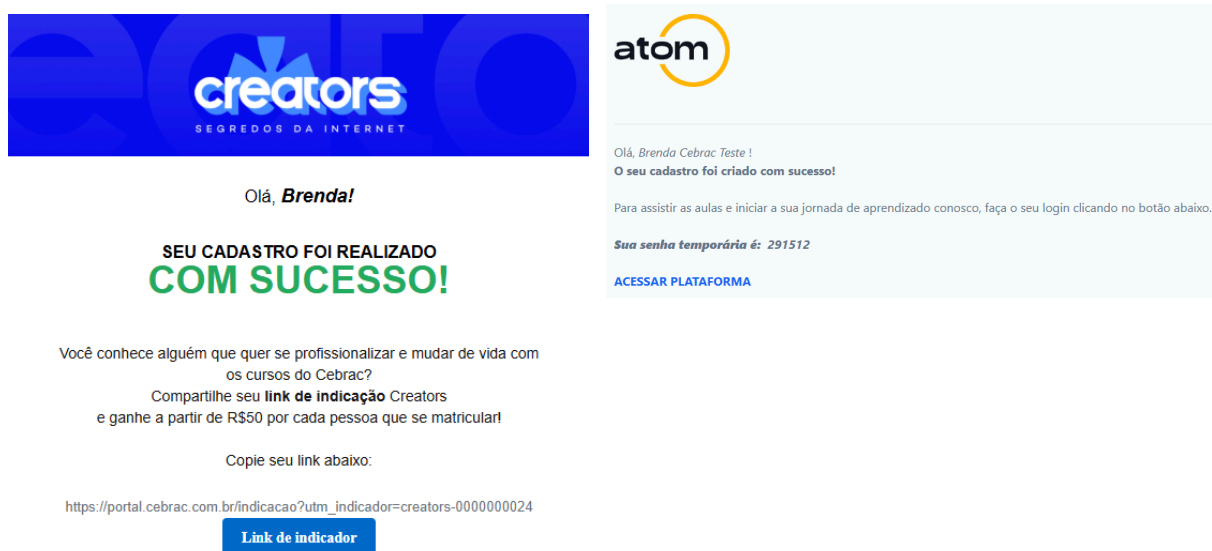 creators
SEGREDOS DA INTERNET
Olá, Brenda!
SEU CADASTRO FOI REALIZADO
COM SUCESSO!
Você conhece alguém que quer se profissionalizar e mudar de vida com
os cursos do Cebrac?
Compartilhe seu link de indicação Creators
e ganhe a partir de R$50 por cada pessoa que se matricular!
Copie seu link abaixo:
https://portal.cebrac.com.br/indicacao?utm_indicador=creators-0000000024
Link de indicador
atom
Olá, Brenda Cebrac Teste !
O seu cadastro foi criado com sucesso!
Para assistir as aulas e iniciar a sua jornada de aprendizado conosco, faça o seu login clicando no botão abaixo.
Sua senha temporária é: 291512
ACESSAR PLATAFORMA